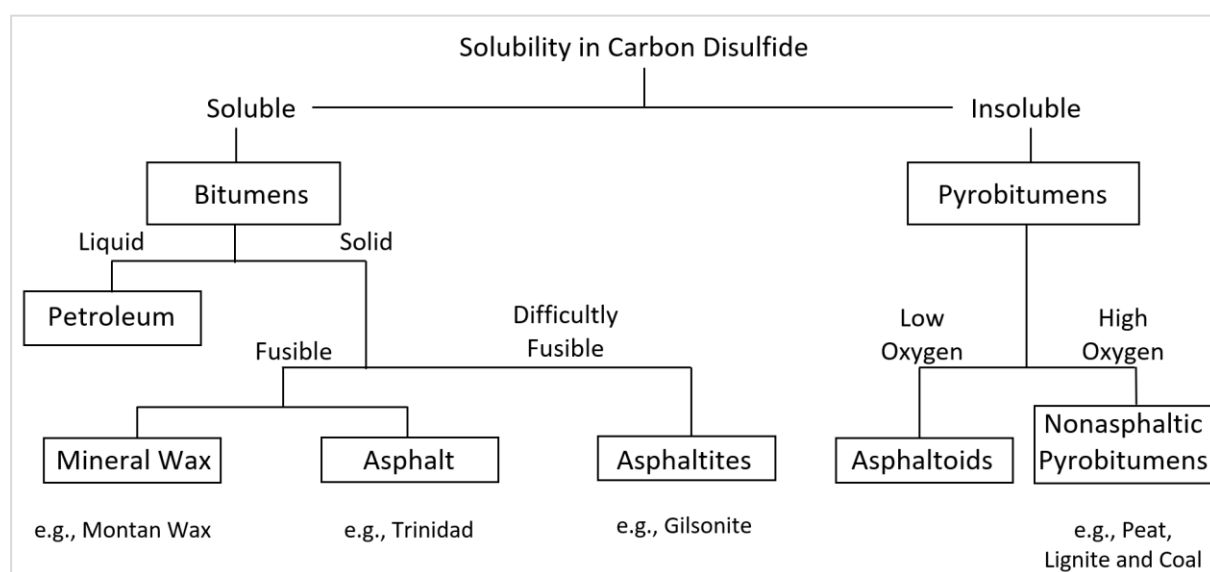 Solubility in Carbon Disulfide
Soluble
Insoluble
Bitumens
Pyrobitumens
Liquid
Solid
Petroleum
Fusible
Difficultly
Fusible
Low
Oxygen
High
Oxygen
Mineral Wax
Asphalt
Asphaltites
Asphaltoids
Nonasphaltic
Pyrobitumens
e.g., Montan Wax
e.g., Trinidad
e.g., Gilsonite
e.g., Peat,
Lignite and Coal